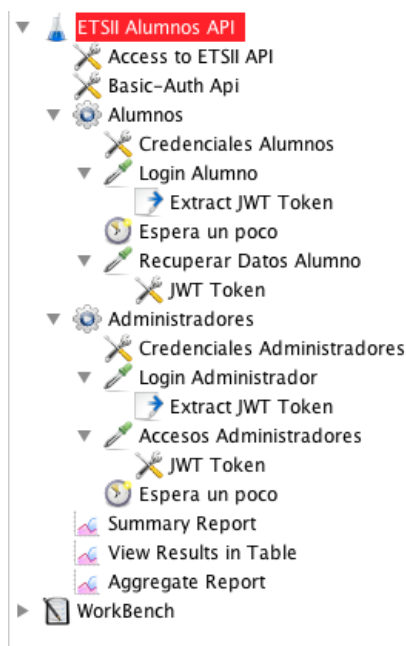 ETSII Alumnos API
Access to ETSII API
Basic-Auth Api
Alumnos
Credenciales Alumnos
Login Alumno
Extract JWT Token
Espera un poco
Recuperar Datos Alumno
JWT Token
Administradores
Credenciales Administradores
Login Administrador
Extract JWT Token
Accesos Administradores
JWT Token
Espera un poco
Summary Report
View Results in Table
Aggregate Report
WorkBench